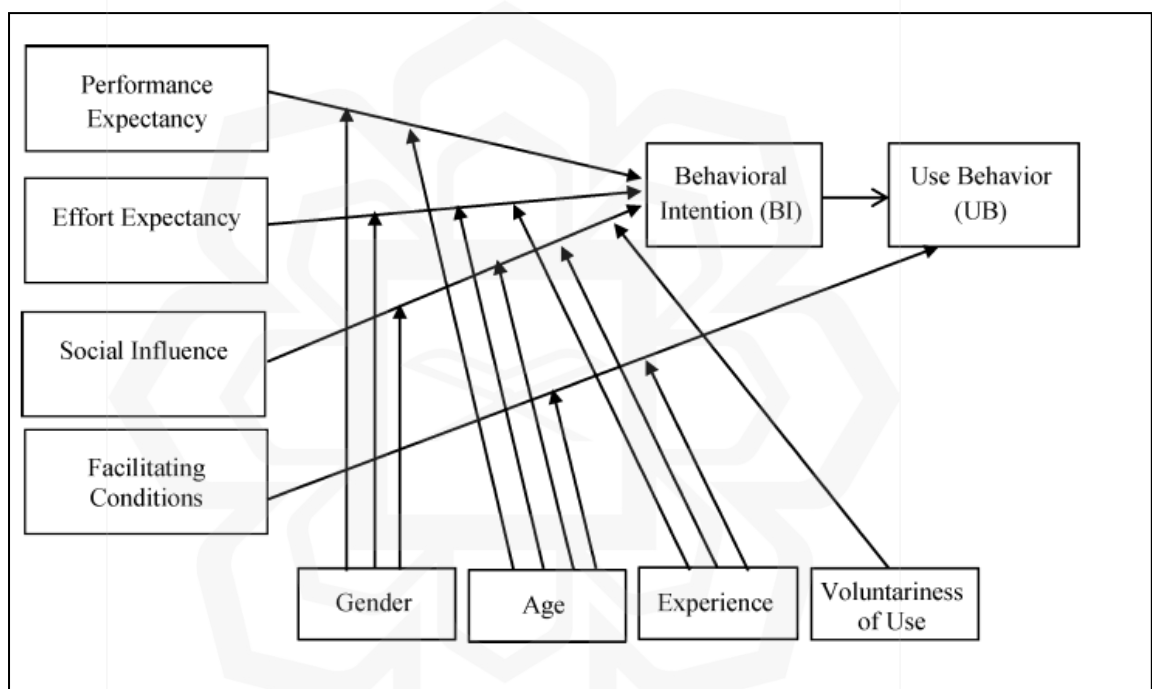 Performance
Expectancy
Effort Expectancy
Social Influence
Facilitating
Conditions
Behavioral
Intention (BI)
Use Behavior
(UB)
Gender
Age
Experience
Voluntariness
of Use